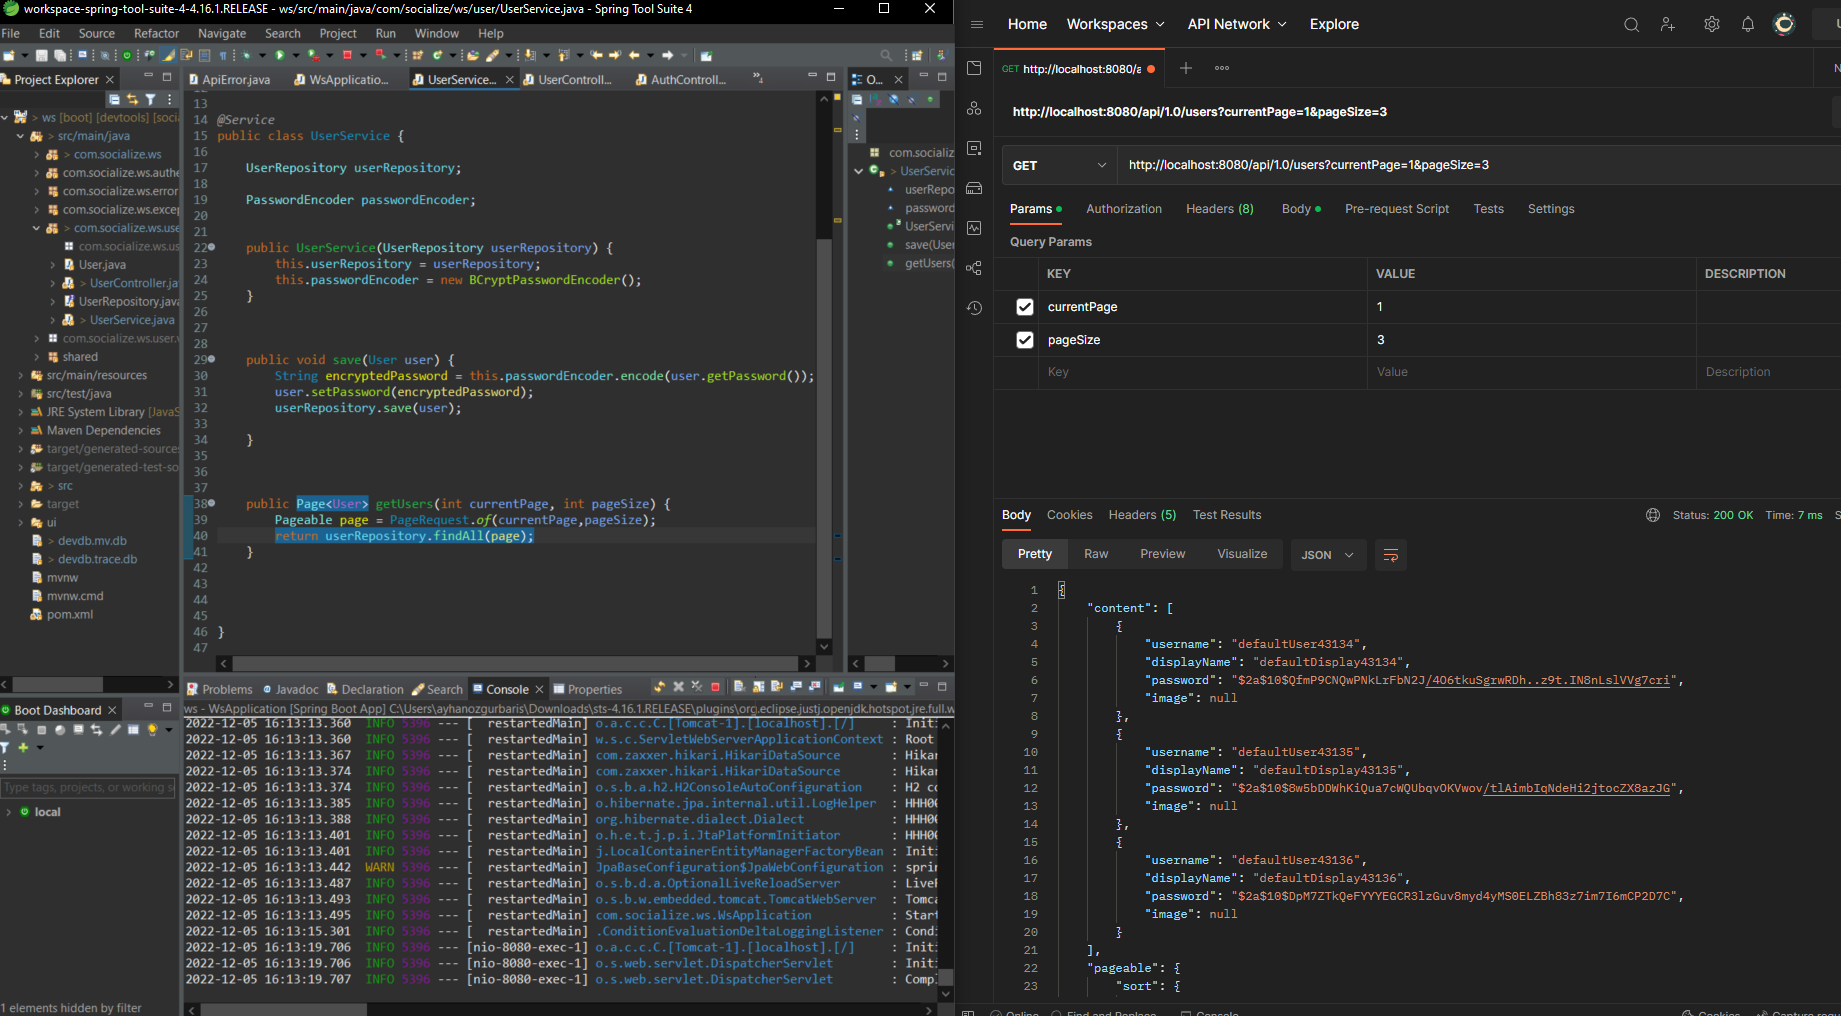 workspace-spring-tool-suite-4-4.16.1.RELEASE - ws/src/main/java/com/socialize/ws/user/UserService.java - Spring Tool Suite 4
File Edit Source Refactor Navigate Search Project Run Window Help
Project Explorer
ws [boot] [devtools] [soci
> src/main/java
> com.socialize.ws
com.socialize.ws.authe
com.socialize.ws.error
com.socialize.ws.excep
> com.socialize.ws.use
com.socialize.ws.us
User.java
> UserController.ja
UserRepository.java
> UserService.java
com.socialize.ws.user.
shared
src/main/resources
src/test/java
JRE System Library [JavaS
Maven Dependencies
target/generated-sources
target/generated-test-so
> src
target
ui
> devdb.mv.db
> devdb.trace.db
mvnw
mvnw.cmd
pom.xml
Boot Dashboard
Type tags, projects, or working s
local
1 elements hidden by filter
ApiError.java WsApplicatio... UserService... UserControll... AuthControll...
13
14 @Service
15 public class UserService {
16
17 UserRepository userRepository;
18
19 PasswordEncoder passwordEncoder;
20
21
22 public UserService(UserRepository userRepository) {
23 this.userRepository = userRepository;
24 this.passwordEncoder = new BCryptPasswordEncoder();
25 }
26
27
28
29 public void save(User user) {
30 String encryptedPassword = this.passwordEncoder.encode(user.getPassword());
31 user.setPassword(encryptedPassword);
32 userRepository.save(user);
33
34 }
35
36
37
38 public Page<User> getUsers(int currentPage, int pageSize) {
39 Pageable page = PageRequest.of(currentPage,pageSize);
40 return userRepository.findAll(page);
41 }
42
43
44
45
46 }
47
O...
com.socializ
> UserServic
userRepo
password
UserServi
save(User
getUsers(
Problems Javadoc Declaration Search Console Properties
ws - WsApplication [Spring Boot App] C:\Users\ayhanozgurbaris\Downloads\sts-4.16.1.RELEASE\plugins\org.eclipse.justj.openjdk.hotspot.jre.full.w
2022-12-05 16:13:13.360 INFO 5396 --- [ restartedMain] o.a.c.c.C.[Tomcat-1].[localhost].[/] : Initi
2022-12-05 16:13:13.360 INFO 5396 --- [ restartedMain] w.s.c.ServletWebServerApplicationContext : Root
2022-12-05 16:13:13.367 INFO 5396 --- [ restartedMain] com.zaxxer.hikari.HikariDataSource : Hikar
2022-12-05 16:13:13.374 INFO 5396 --- [ restartedMain] com.zaxxer.hikari.HikariDataSource : Hikar
2022-12-05 16:13:13.374 INFO 5396 --- [ restartedMain] o.s.b.a.h2.H2ConsoleAutoConfiguration : H2 co
2022-12-05 16:13:13.385 INFO 5396 --- [ restartedMain] o.hibernate.jpa.internal.util.LogHelper : HHH00
2022-12-05 16:13:13.388 INFO 5396 --- [ restartedMain] org.hibernate.dialect.Dialect : HHH00
2022-12-05 16:13:13.401 INFO 5396 --- [ restartedMain] o.h.e.t.j.p.i.JtaPlatformInitiator : HHH00
2022-12-05 16:13:13.401 INFO 5396 --- [ restartedMain] j.LocalContainerEntityManagerFactoryBean : Initi
2022-12-05 16:13:13.442 WARN 5396 --- [ restartedMain] JpaBaseConfiguration$JpaWebConfiguration : sprin
2022-12-05 16:13:13.487 INFO 5396 --- [ restartedMain] o.s.b.d.a.OptionalLiveReloadServer : LiveR
2022-12-05 16:13:13.493 INFO 5396 --- [ restartedMain] o.s.b.w.embedded.tomcat.TomcatWebServer : Tomca
2022-12-05 16:13:13.495 INFO 5396 --- [ restartedMain] com.socialize.ws.WsApplication : Start
2022-12-05 16:13:15.301 INFO 5396 --- [ restartedMain] .ConditionEvaluationDeltaLoggingListener : Condi
2022-12-05 16:13:19.706 INFO 5396 --- [nio-8080-exec-1] o.a.c.c.C.[Tomcat-1].[localhost].[/] : Initi
2022-12-05 16:13:19.706 INFO 5396 --- [nio-8080-exec-1] o.s.web.servlet.DispatcherServlet : Initi
2022-12-05 16:13:19.707 INFO 5396 --- [nio-8080-exec-1] o.s.web.servlet.DispatcherServlet : Compl
Home Workspaces API Network Explore
GET http://localhost:8080/a
http://localhost:8080/api/1.0/users?currentPage=1&pageSize=3
GET http://localhost:8080/api/1.0/users?currentPage=1&pageSize=3
Params Authorization Headers (8) Body Pre-request Script Tests Settings
Query Params
KEY VALUE DESCRIPTION
currentPage 1
pageSize 3
Key Value Description
Body Cookies Headers (5) Test Results Status: 200 OK Time: 7 ms S
Pretty Raw Preview Visualize JSON
1 {
2 "content": [
3 {
4 "username": "defaultUser43134",
5 "displayName": "defaultDisplay43134",
6 "password": "$2a$10$QfmP9CNQwPNkLrFbN2J/4O6tkuSgrwRDh..z9t.IN8nLslVVg7cri",
7 "image": null
8 },
9 {
10 "username": "defaultUser43135",
11 "displayName": "defaultDisplay43135",
12 "password": "$2a$10$8w5bDDWhKiQua7cWQUbqvOKVwov/tlAimbIqNdeHi2jtocZX8azJG",
13 "image": null
14 },
15 {
16 "username": "defaultUser43136",
17 "displayName": "defaultDisplay43136",
18 "password": "$2a$10$DpM7ZTkQeFYYYEGCR3lzGuv8myd4yMS0ELZBh83z7im7I6mCP2D7C",
19 "image": null
20 }
21 ],
22 "pageable": {
23 "sort": {
Online Find and Replace Console Cookies Capture requ